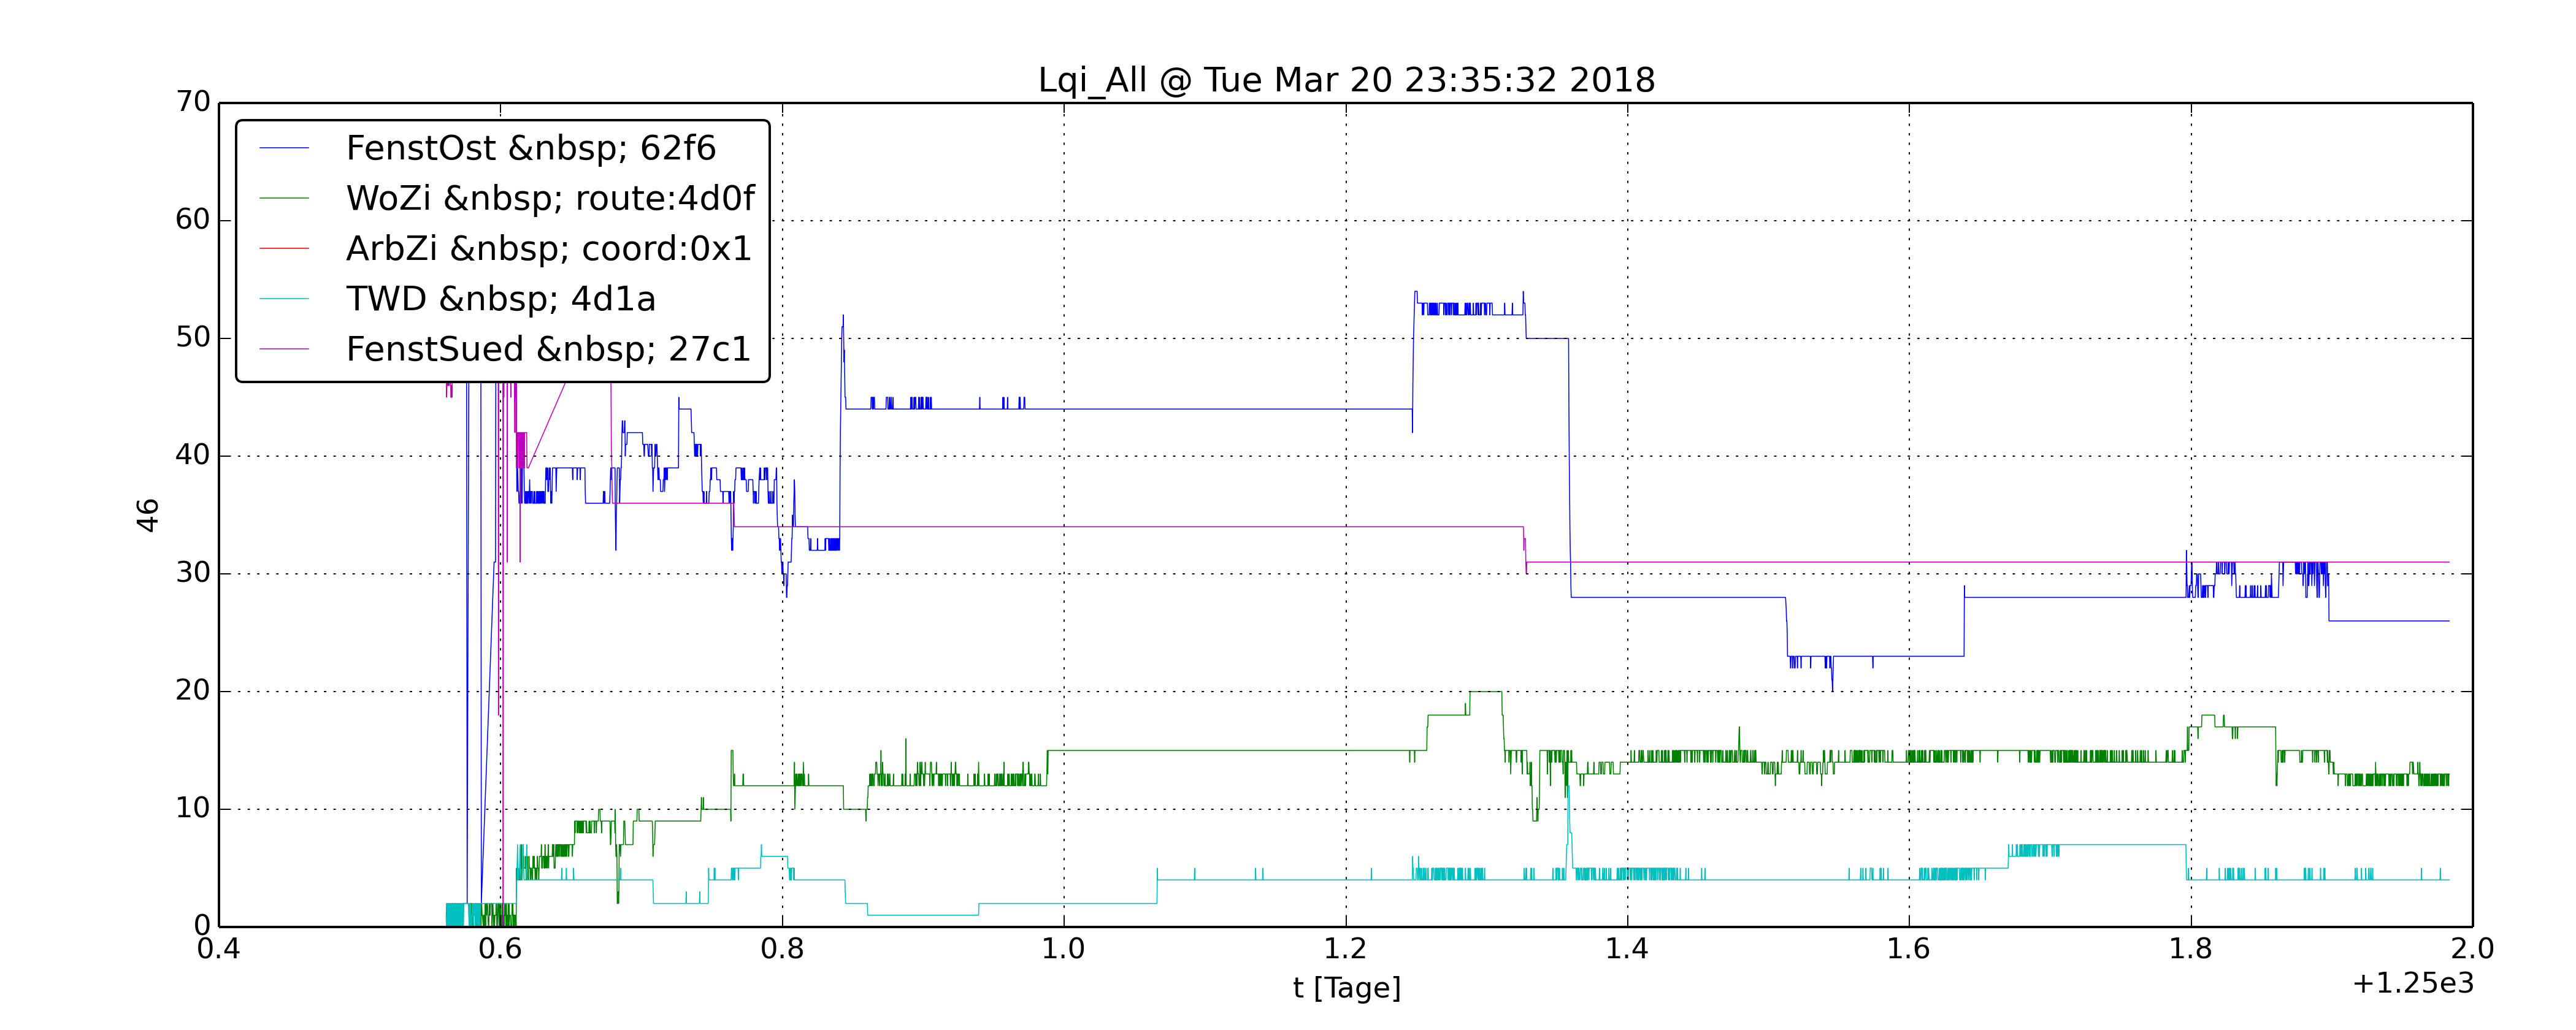 Lqi_All @ Tue Mar 20 23:35:32 2018
70
60
50
40
30
20
10
0
46
FenstOst &nbsp; 62f6
WoZi &nbsp; route:4d0f
ArbZi &nbsp; coord:0x1
TWD &nbsp; 4d1a
FenstSued &nbsp; 27c1
0.4 0.6 0.8 1.0 1.2 1.4 1.6 1.8 2.0
t [Tage]
+1.25e3